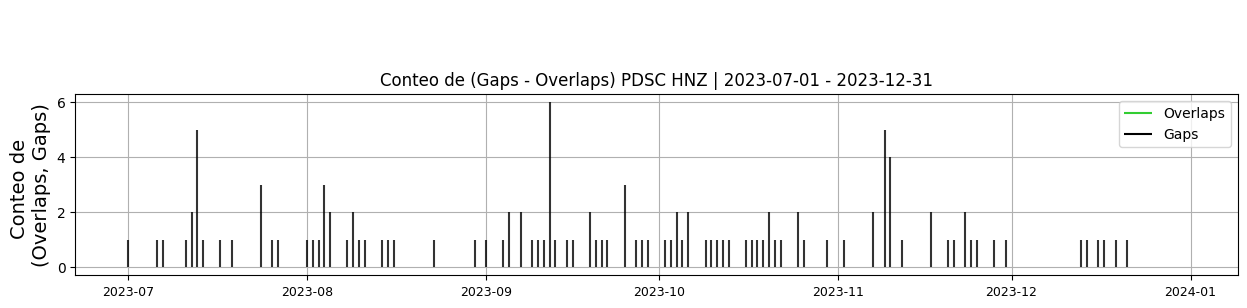 Conteo de (Gaps - Overlaps) PDSC HNZ | 2023-07-01 - 2023-12-31
Conteo de
(Overlaps, Gaps)
6
4
2
0
Overlaps
Gaps
2023-07
2023-08
2023-09
2023-10
2023-11
2023-12
2024-01